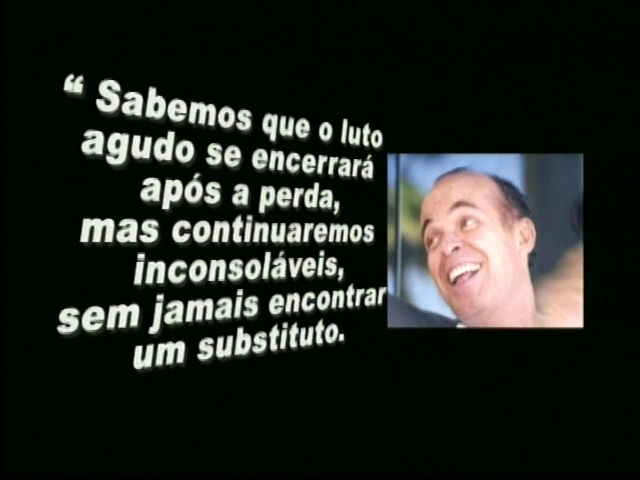 “ Sabemos que o luto
agudo se encerrará
após a perda,
mas continuaremos
inconsoláveis,
sem jamais encontrar
um substituto.